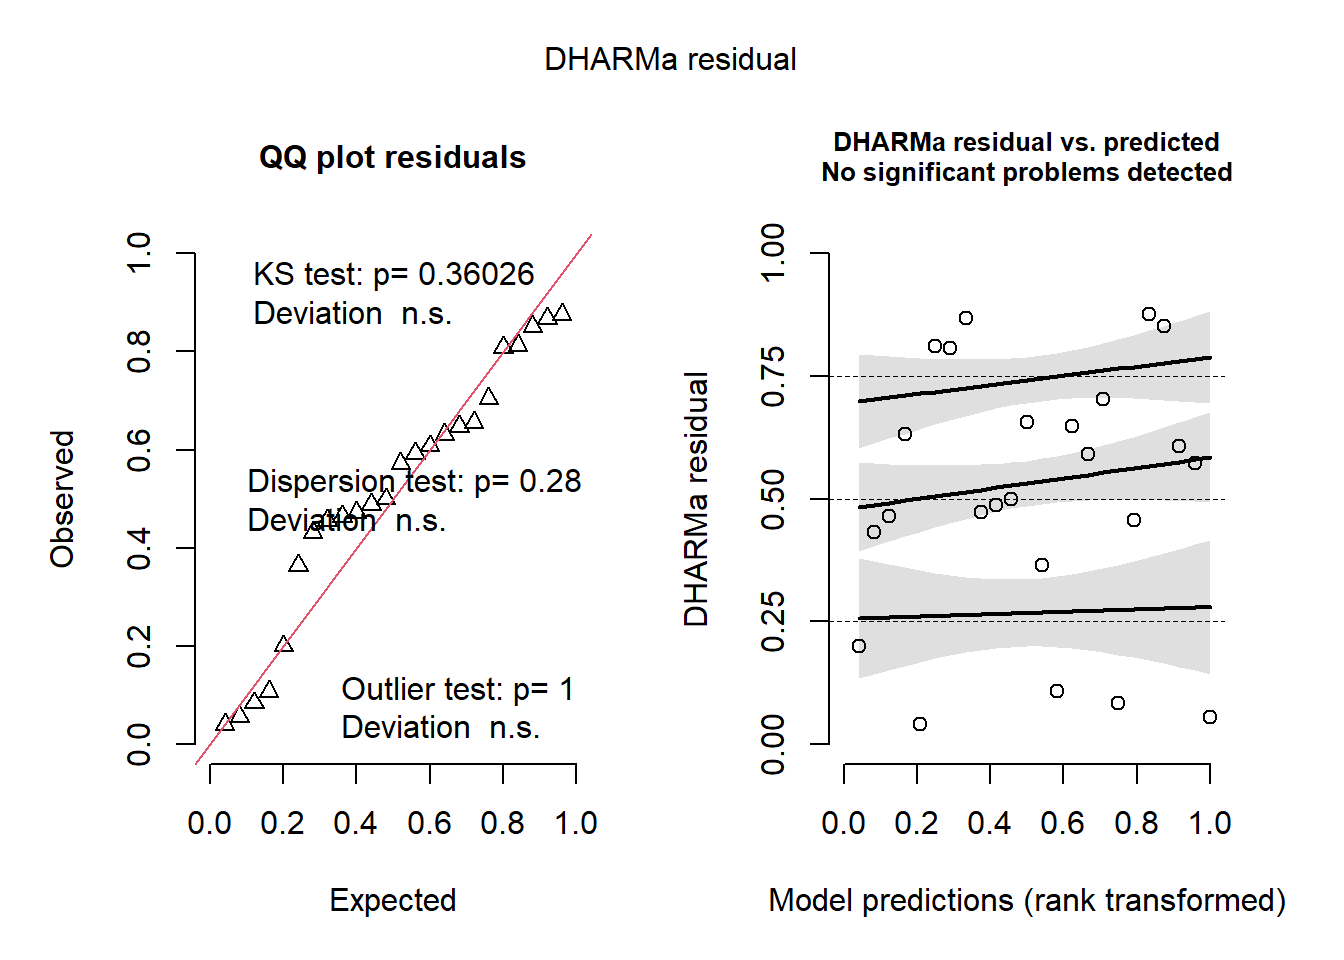 DHARMa residual
QQ plot residuals
KS test: p= 0.36026
Deviation  n.s.
Dispersion test: p= 0.28
Deviation  n.s.
Outlier test: p= 1
Deviation  n.s.
Observed
0.0
0.2
0.4
0.6
0.8
1.0
0.0 0.2 0.4 0.6 0.8 1.0
Expected
DHARMa residual vs. predicted
No significant problems detected
DHARMa residual
0.00
0.25
0.50
0.75
1.00
0.0 0.2 0.4 0.6 0.8 1.0
Model predictions (rank transformed)